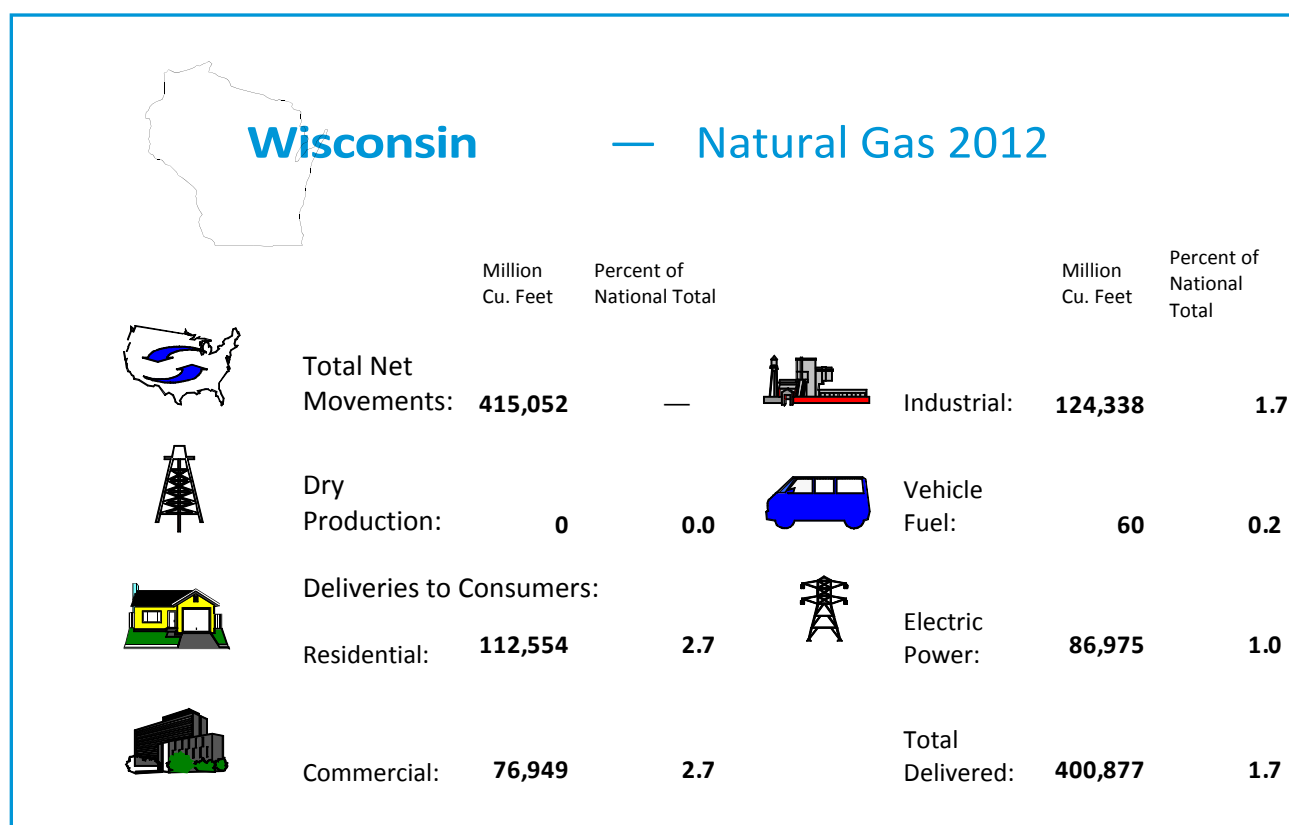 Wisconsin — Natural Gas 2012
Million
Cu. Feet
Percent of
National Total
Million
Cu. Feet
Percent of
National
Total
Total Net
Movements: 415,052 —
Industrial: 124,338 1.7
Dry
Production: 0 0.0
Vehicle
Fuel: 60 0.2
Deliveries to Consumers:
Residential: 112,554 2.7
Electric
Power: 86,975 1.0
Commercial: 76,949 2.7
Total
Delivered: 400,877 1.7